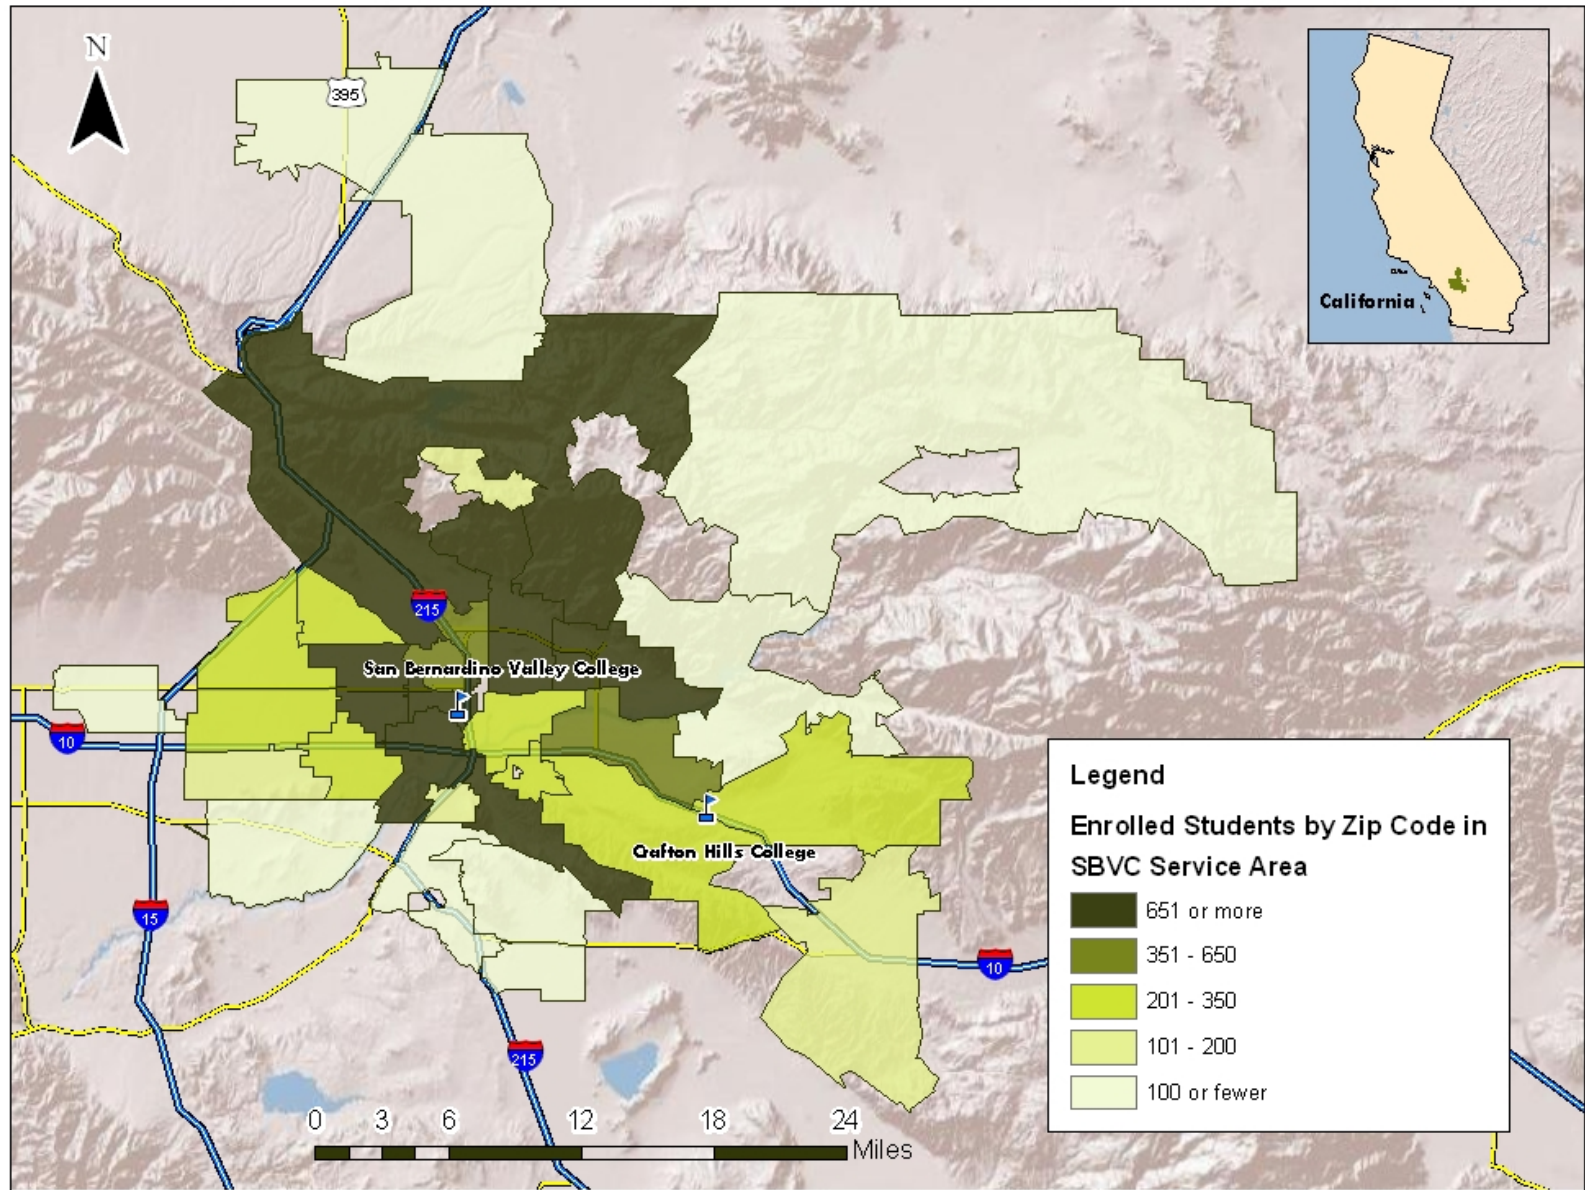 N
395
California
215
San Bernardino Valley College
10
Crafton Hills College
15
10
215
Legend
Enrolled Students by Zip Code in
SBVC Service Area
651 or more
351 - 650
201 - 350
101 - 200
100 or fewer
0 3 6 12 18 24
Miles